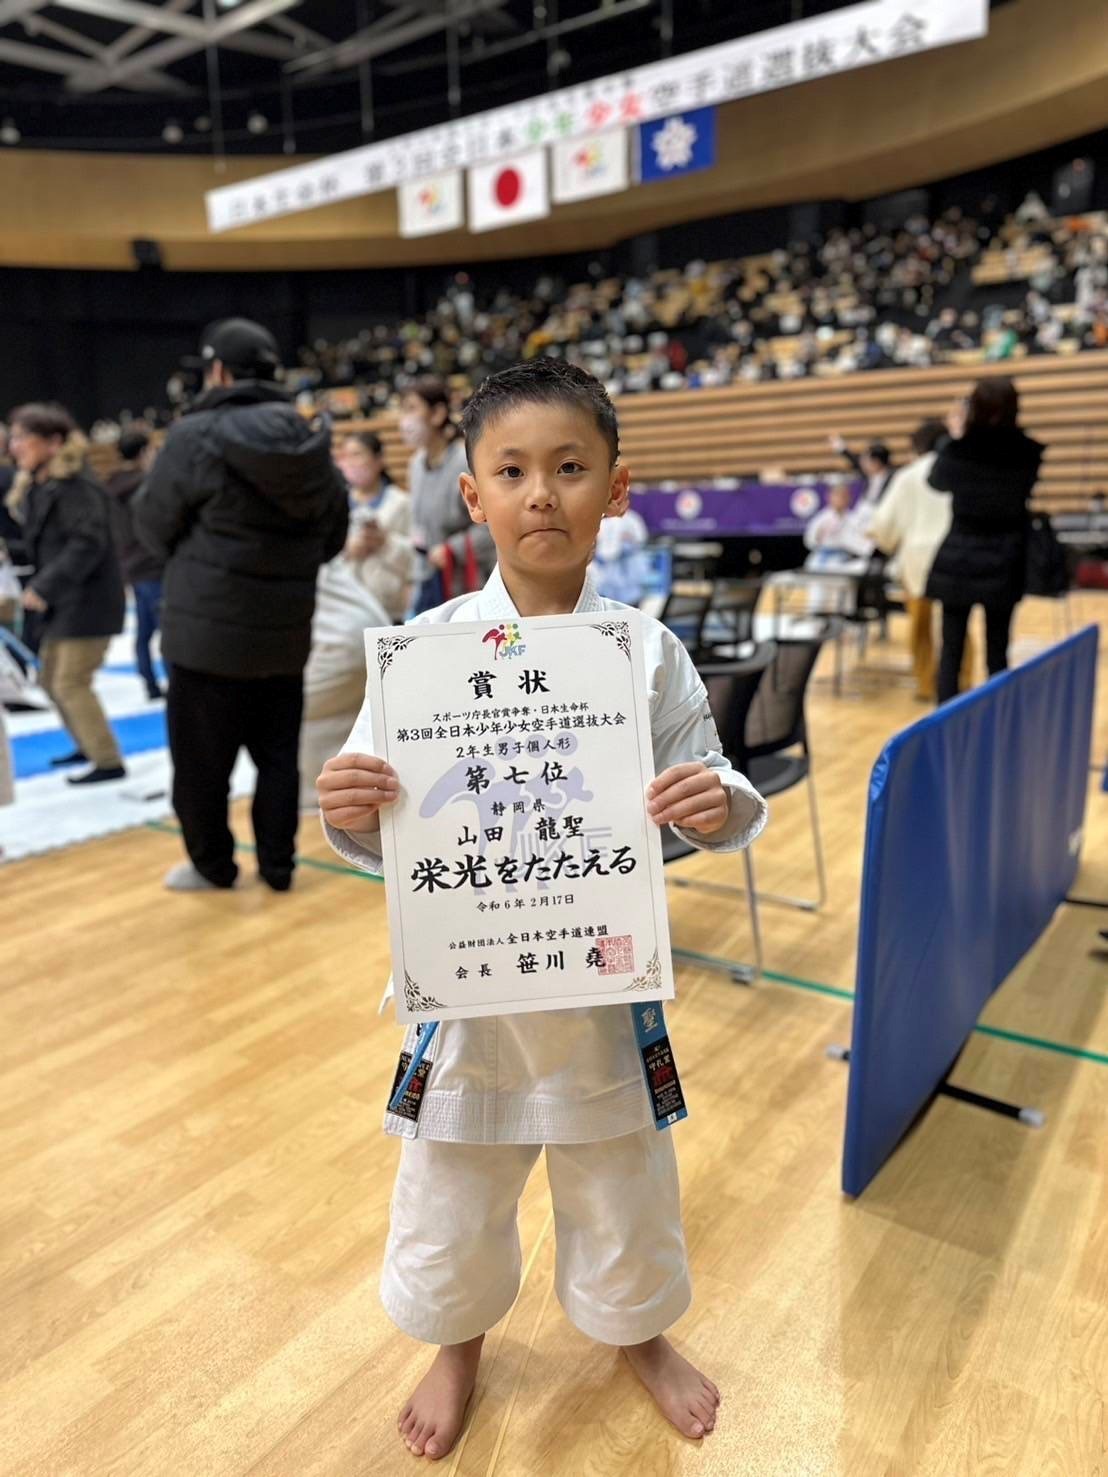 第3回全日本少年少女空手道選抜大会
JKF
賞状
スポーツ庁長官賞争奪・日本生命杯
第3回全日本少年少女空手道選抜大会
2年生男子個人形
第七位
静岡県
山田 龍聖
栄光をたたえる
令和6年2月17日
公益財団法人 全日本空手道連盟
会長 笹川 堯
聖
守礼堂